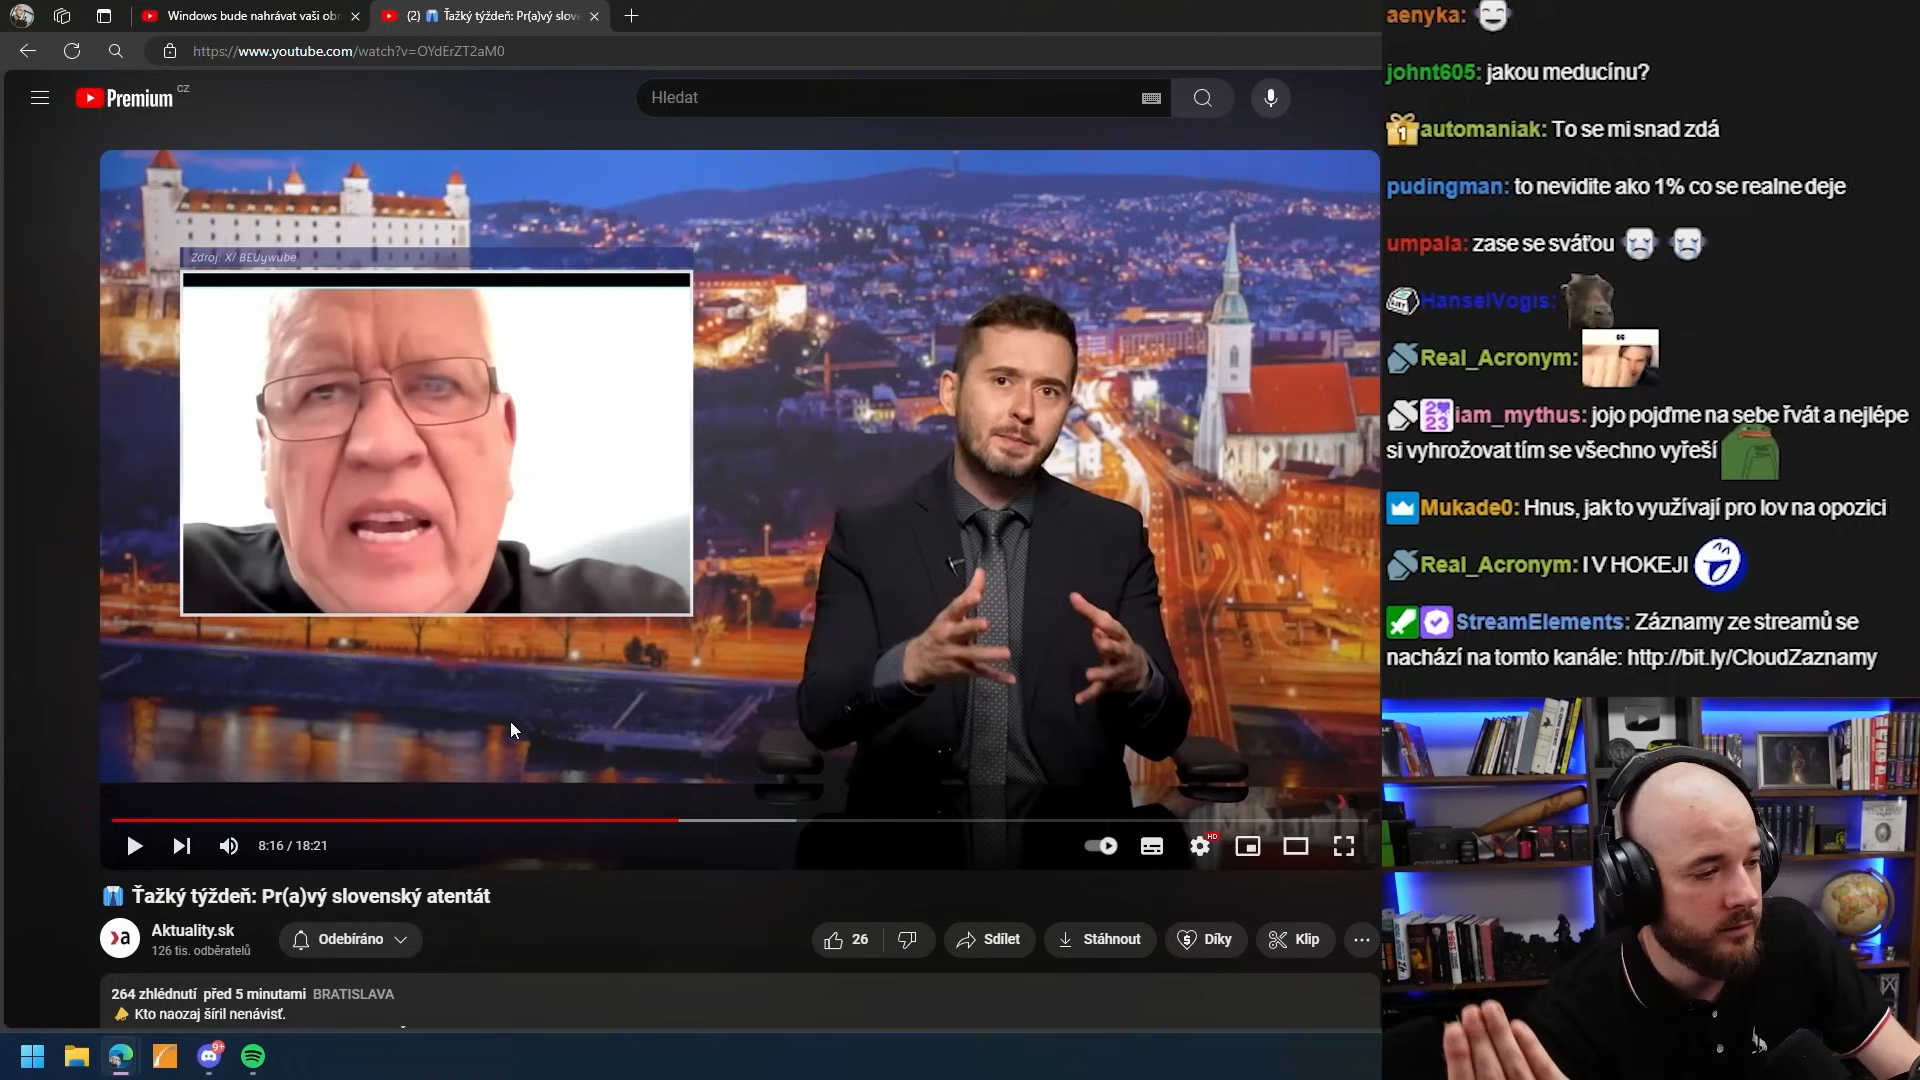 Windows bude nahrávat vaši ob
(2) 👔 Ťažký týždeň: Pr(a)vý slov
https://www.youtube.com/watch?v=OYdErZT2aM0
Premium CZ
Hledat
Zdroj: X/ BEUywube
8:16 / 18:21
HD
👔 Ťažký týždeň: Pr(a)vý slovenský atentát
Aktuality.sk
126 tis. odběratelů
Odebíráno
26
Sdílet
Stáhnout
Díky
Klip
264 zhlédnutí před 5 minutami BRATISLAVA
Kto naozaj šíril nenávisť.
9+
aenyka:
johnt605: jakou meducínu?
1 automaniak: To se mi snad zdá
pudingman: to nevidite ako 1% co se realne deje
umpala: zase se sváťou
HanselVogis:
Real_Acronym:
iam_mythus: jojo pojďme na sebe řvát a nejlépe
si vyhrožovat tím se všechno vyřeší
Mukade0: Hnus, jak to využívají pro lov na opozici
Real_Acronym: I V HOKEJI
StreamElements: Záznamy ze streamů se
nachází na tomto kanále: http://bit.ly/CloudZaznamy